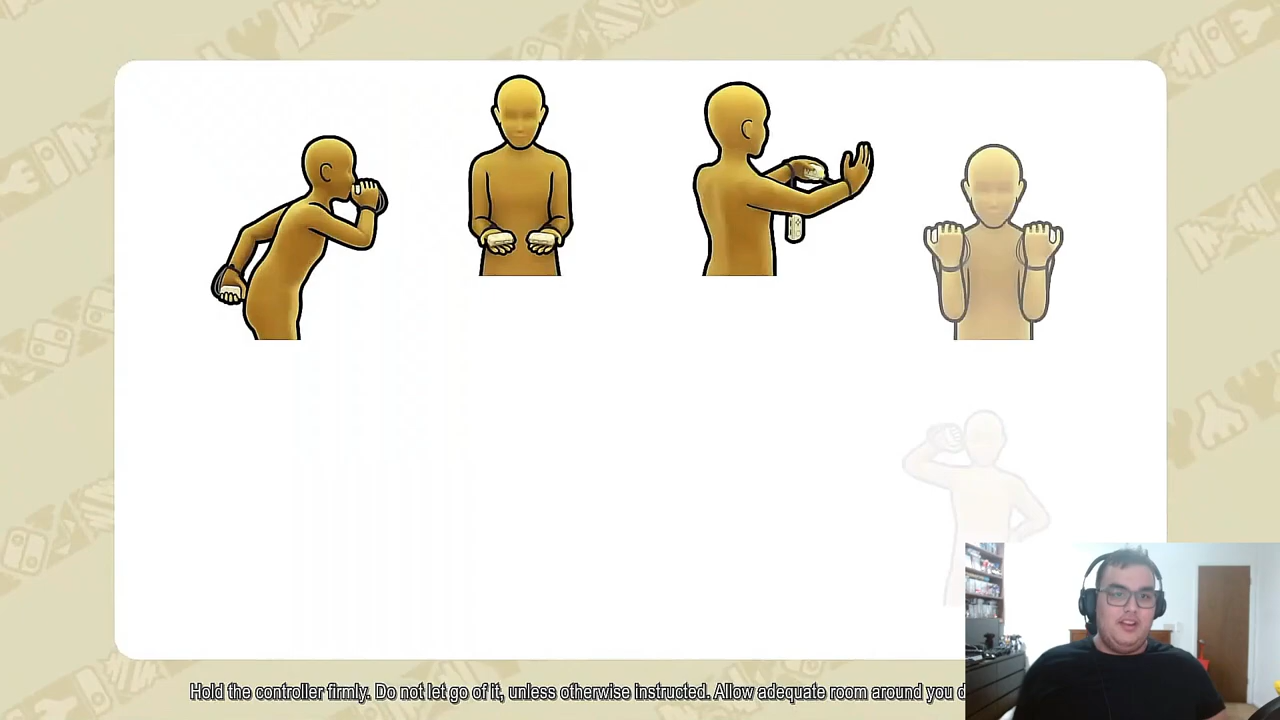 Hold the controller firmly. Do not let go of it, unless otherwise instructed. Allow adequate room around you